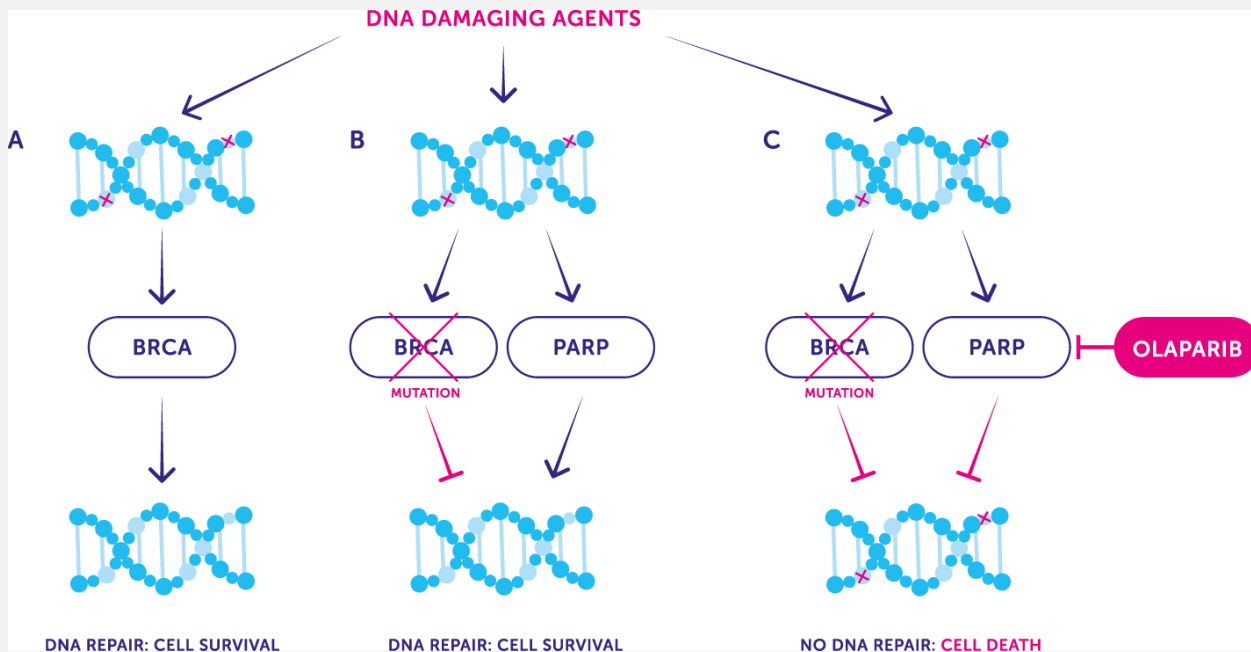 DNA DAMAGING AGENTS
A
B
C
BRCA
BRCA
PARP
BRCA
PARP
OLAPARIB
MUTATION
MUTATION
DNA REPAIR: CELL SURVIVAL
DNA REPAIR: CELL SURVIVAL
NO DNA REPAIR: CELL DEATH